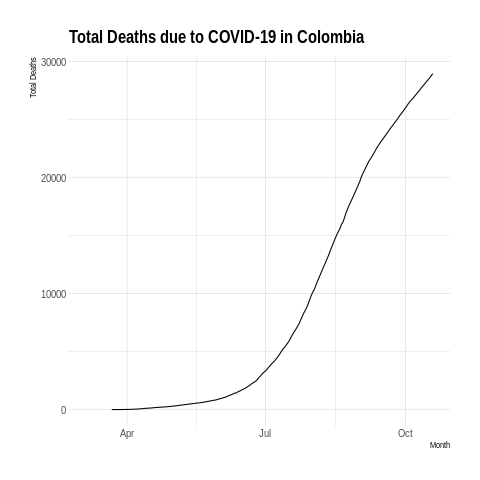 Total Deaths due to COVID-19 in Colombia
Total Deaths
30000
20000
10000
0
Apr Jul Oct
Month